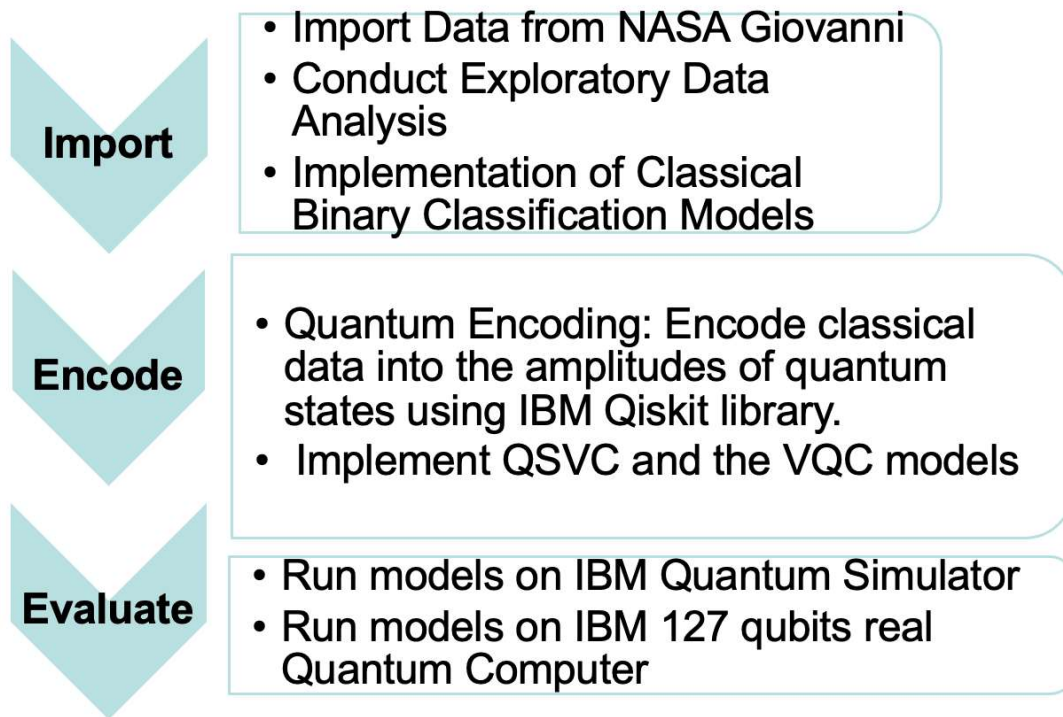 Import
• Import Data from NASA Giovanni
• Conduct Exploratory Data
Analysis
• Implementation of Classical
Binary Classification Models
Encode
• Quantum Encoding: Encode classical
data into the amplitudes of quantum
states using IBM Qiskit library.
• Implement QSVC and the VQC models
Evaluate
• Run models on IBM Quantum Simulator
• Run models on IBM 127 qubits real
Quantum Computer